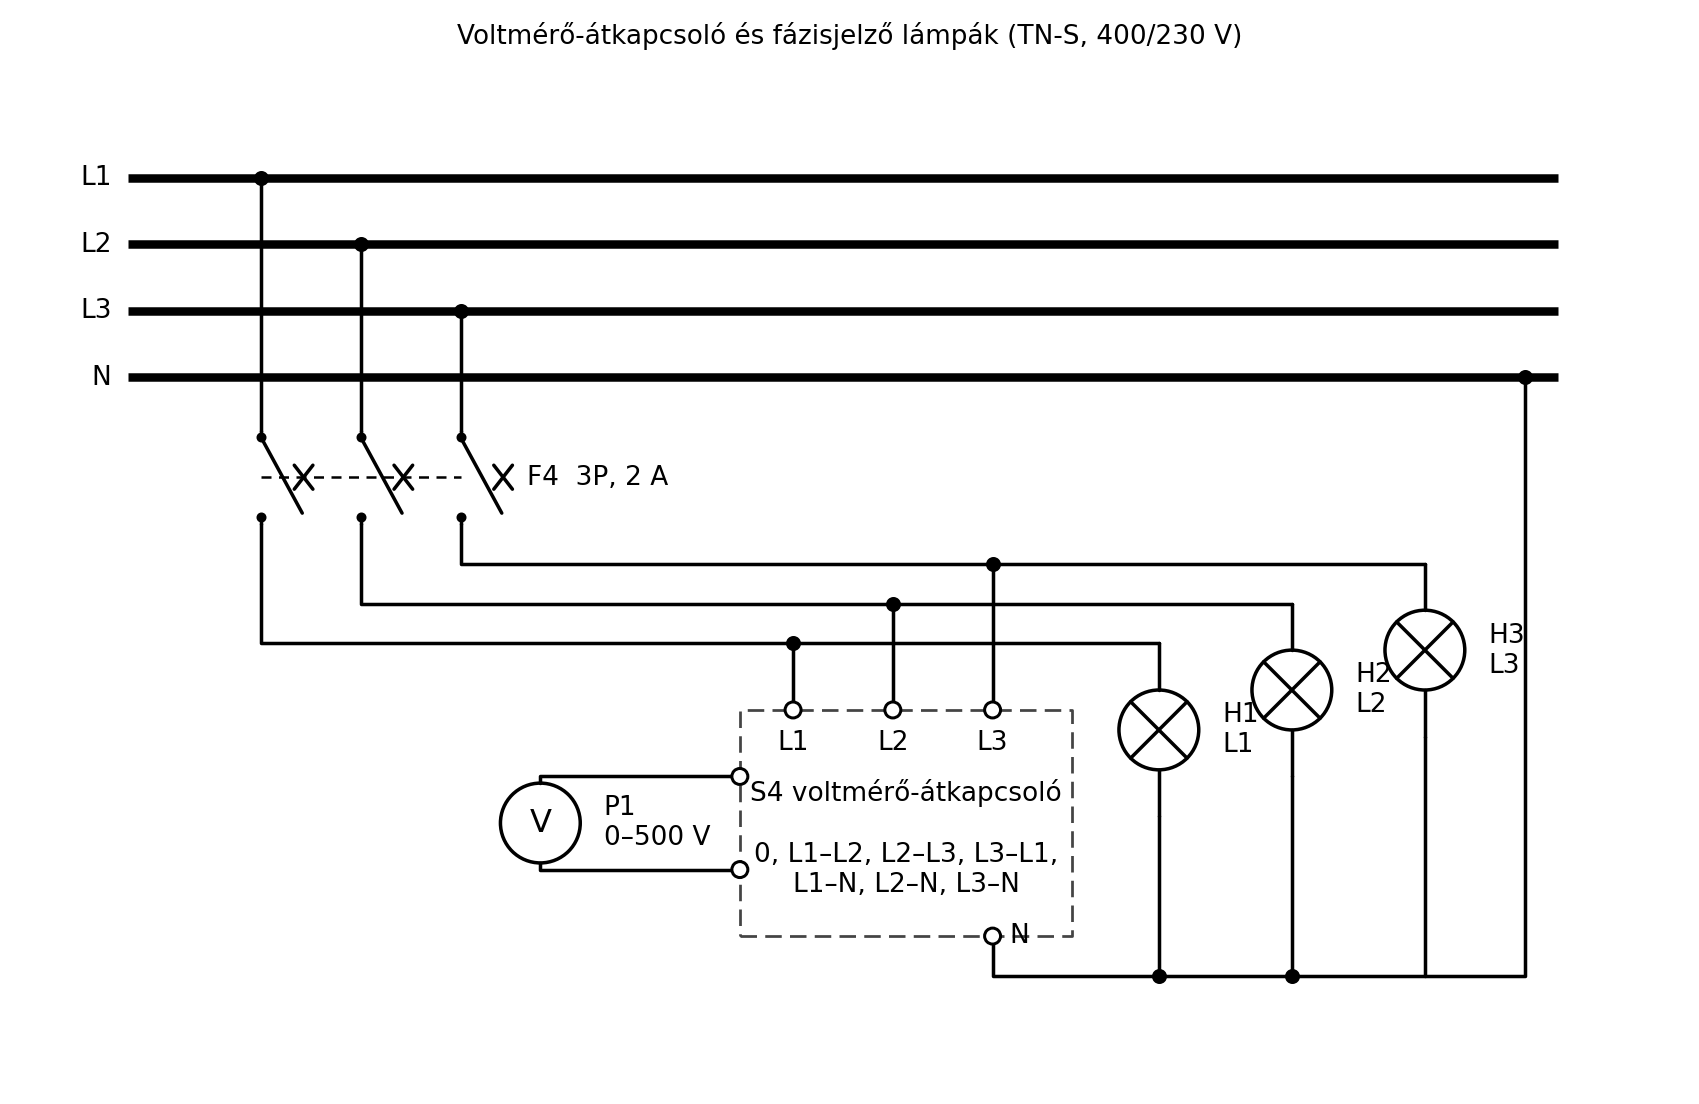 Voltmérő-átkapcsoló és fázisjelző lámpák (TN-S, 400/230 V)
L1
L2
L3
N
F4  3P, 2 A
H3
L3
H2
L2
H1
L1
L1
L2
L3
S4 voltmérő-átkapcsoló
P1
0–500 V
V
0, L1–L2, L2–L3, L3–L1,
L1–N, L2–N, L3–N
N